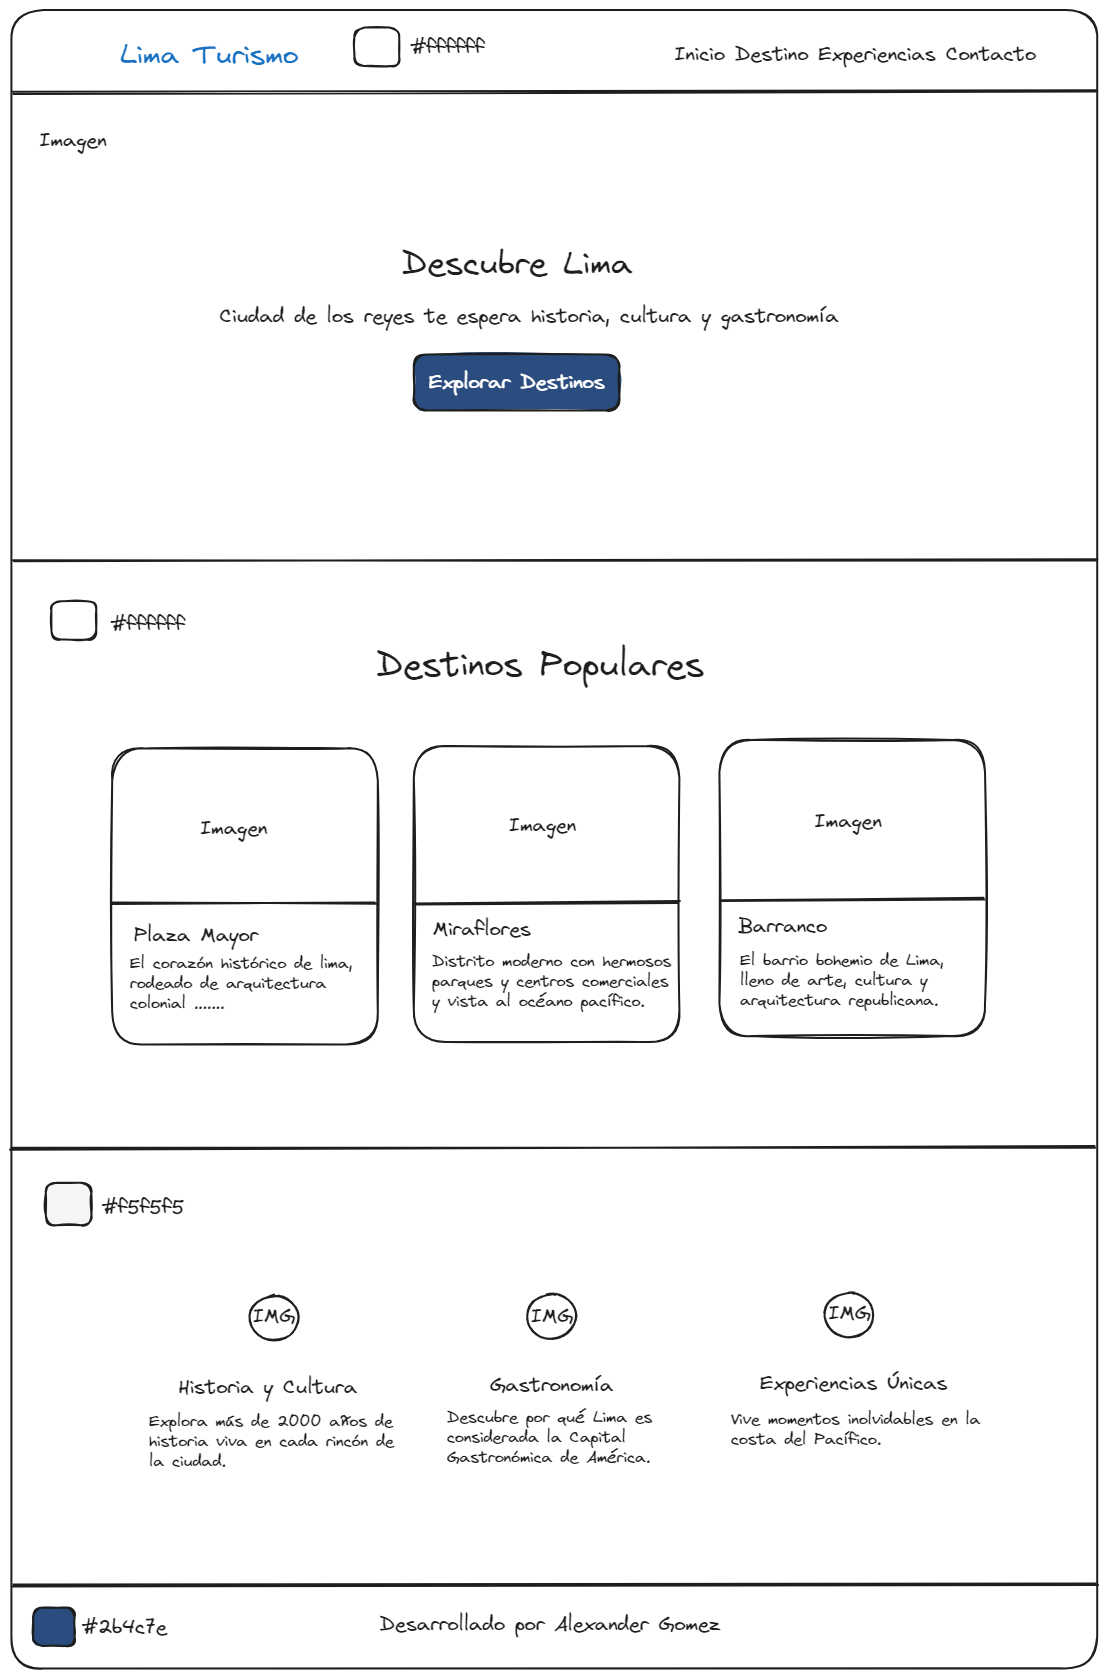 Lima Turismo
#ffffff
Inicio Destino Experiencias Contacto
Imagen
Descubre Lima
Ciudad de los reyes te espera historia, cultura y gastronomía
Explorar Destinos
#ffffff
Destinos Populares
Imagen
Plaza Mayor
El corazón histórico de lima,
rodeado de arquitectura
colonial .......
Imagen
Miraflores
Distrito moderno con hermosos
parques y centros comerciales
y vista al océano pacífico.
Imagen
Barranco
El barrio bohemio de Lima,
lleno de arte, cultura y
arquitectura republicana.
#f5f5f5
IMG
Historia y Cultura
Explora más de 2000 años de
historia viva en cada rincón de
la ciudad.
IMG
Gastronomía
Descubre por qué Lima es
considerada la Capital
Gastronómica de América.
IMG
Experiencias Únicas
Vive momentos inolvidables en la
costa del Pacífico.
#2b4c7e
Desarrollado por Alexander Gomez